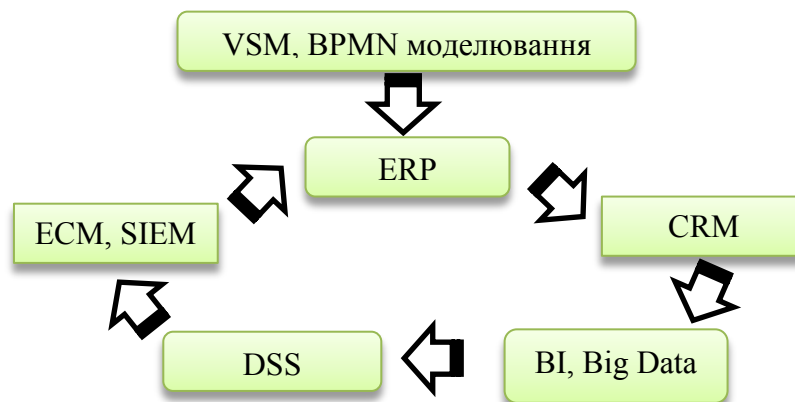 VSM, BPMN моделювання
ERP
ECM, SIEM
CRM
DSS
BI, Big Data